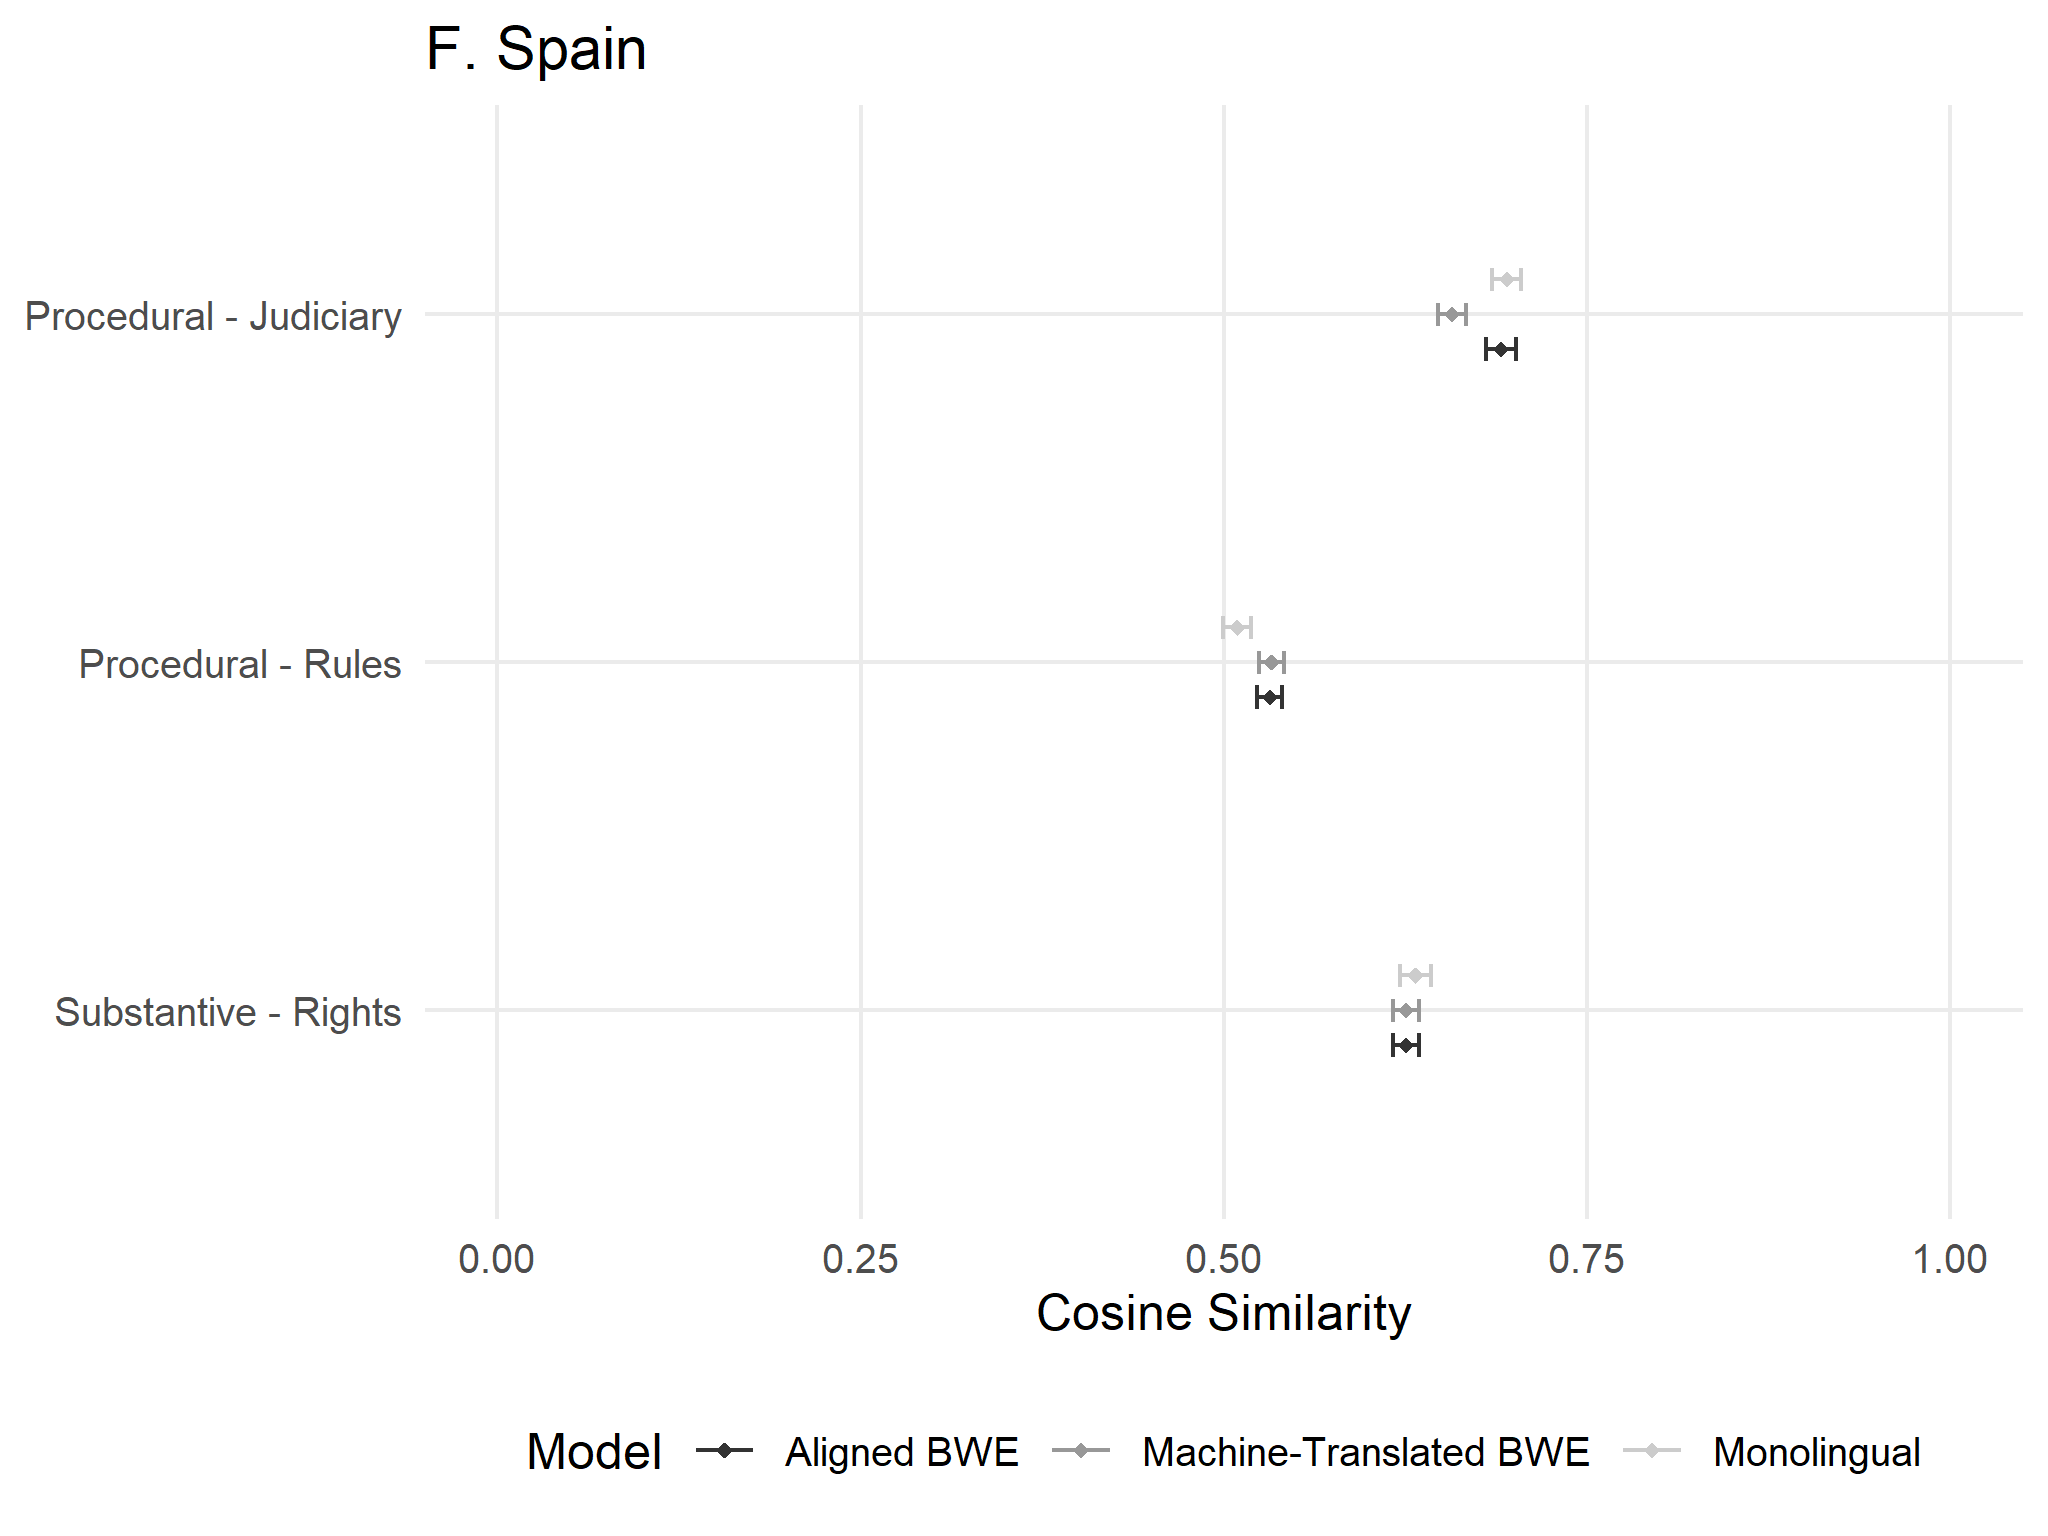 F. Spain
Procedural - Judiciary
Procedural - Rules
Substantive - Rights
0.00 0.25 0.50 0.75 1.00
Cosine Similarity
Model Aligned BWE Machine-Translated BWE Monolingual